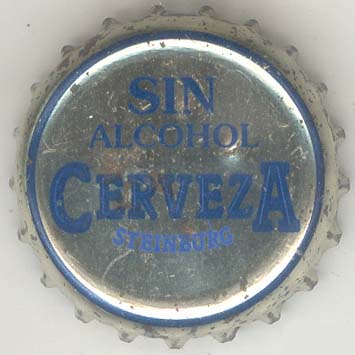 SIN
ALCOHOL
CERVEZA
STEINBURG